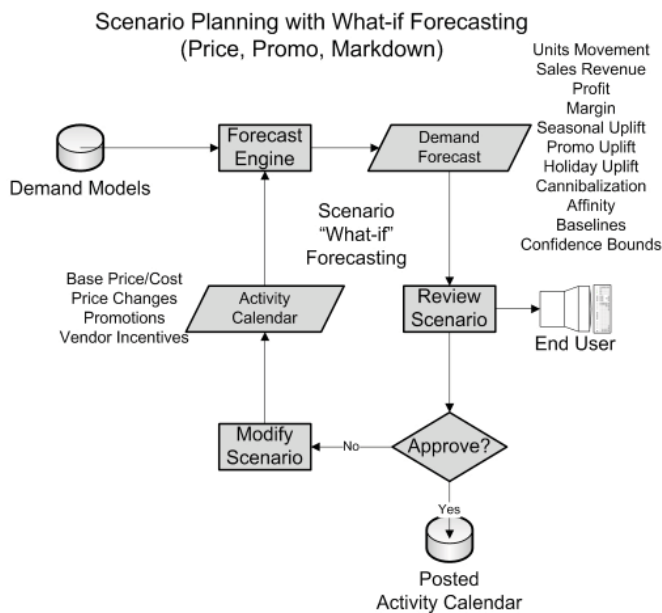 Scenario Planning with What-if Forecasting
(Price, Promo, Markdown)
Units Movement
Sales Revenue
Profit
Margin
Seasonal Uplift
Promo Uplift
Holiday Uplift
Cannibalization
Affinity
Baselines
Confidence Bounds
Demand Models
Forecast
Engine
Demand
Forecast
Scenario
“What-if”
Forecasting
Base Price/Cost
Price Changes
Promotions
Vendor Incentives
Activity
Calendar
Review
Scenario
End User
Modify
Scenario
No
Approve?
Yes
Posted
Activity Calendar